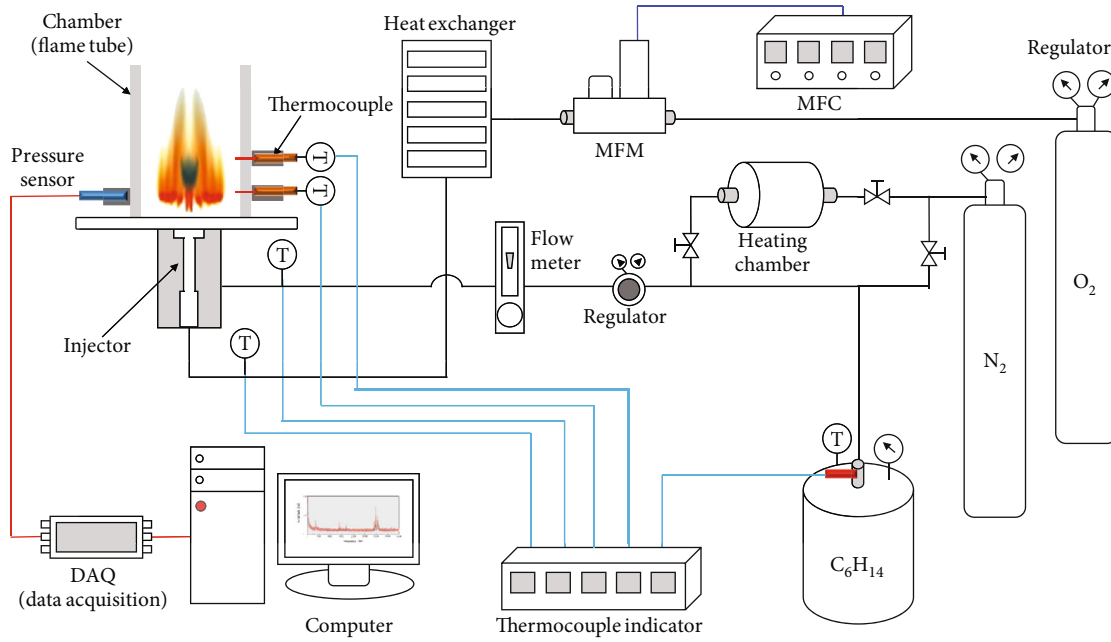 Chamber
(flame tube)
Heat exchanger
MFC
Regulator
Thermocouple
T
T
MFM
Pressure
sensor
Heating
chamber
Flow
meter
T
Regulator
O₂
Injector
T
N₂
T
C₆H₁₄
DAQ
(data acquisition)
Computer
Thermocouple indicator